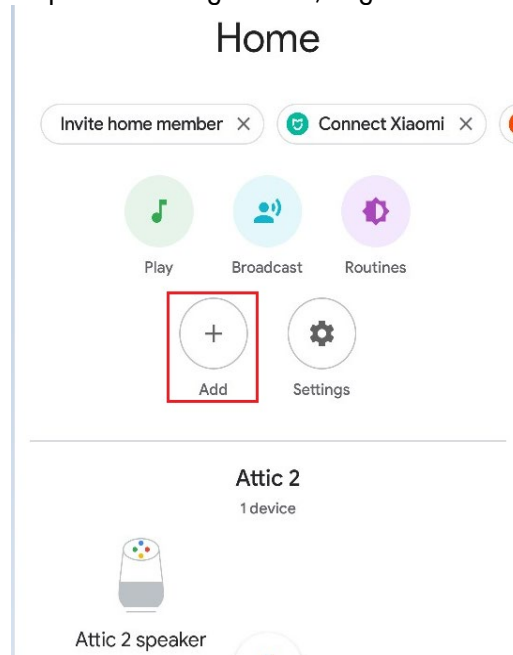 Home
Invite home member
Connect Xiaomi
Play Broadcast Routines
Add Settings
Attic 2
1 device
Attic 2 speaker